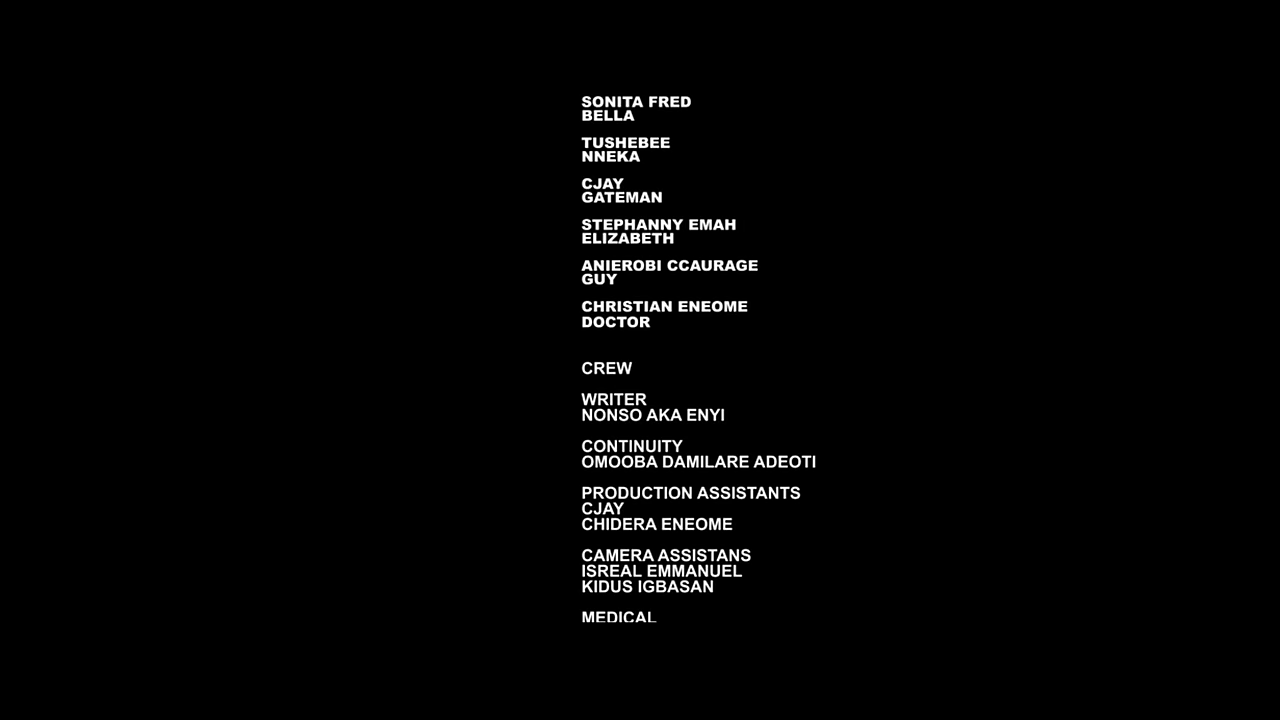 SONITA FRED
BELLA
TUSHEBEE
NNEKA
CJAY
GATEMAN
STEPHANNY EMAH
ELIZABETH
ANIEROBI CCAURAGE
GUY
CHRISTIAN ENEOME
DOCTOR
CREW
WRITER
NONSO AKA ENYI
CONTINUITY
OMOOBA DAMILARE ADEOTI
PRODUCTION ASSISTANTS
CJAY
CHIDERA ENEOME
CAMERA ASSISTANS
ISREAL EMMANUEL
KIDUS IGBASAN
MEDICAL